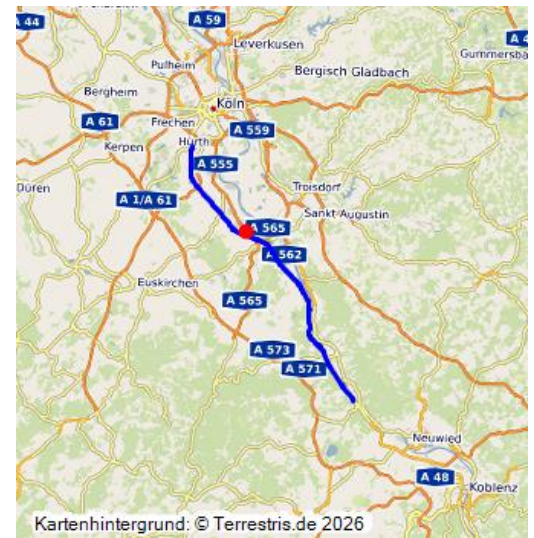 A 44
A 59
Leverkusen
A 4
Gummersba
Pulheim
Bergisch Gladbach
Bergheim
Köln
A 61
Frechen
A 559
Kerpen
Hürth
A 555
Düren
Troisdorf
A 1/A 61
Sankt Augustin
A 565
A 562
Euskirchen
A 565
A 573
A 571
Neuwied
A 48
Koblenz
Kartenhintergrund: © Terrestris.de 2026